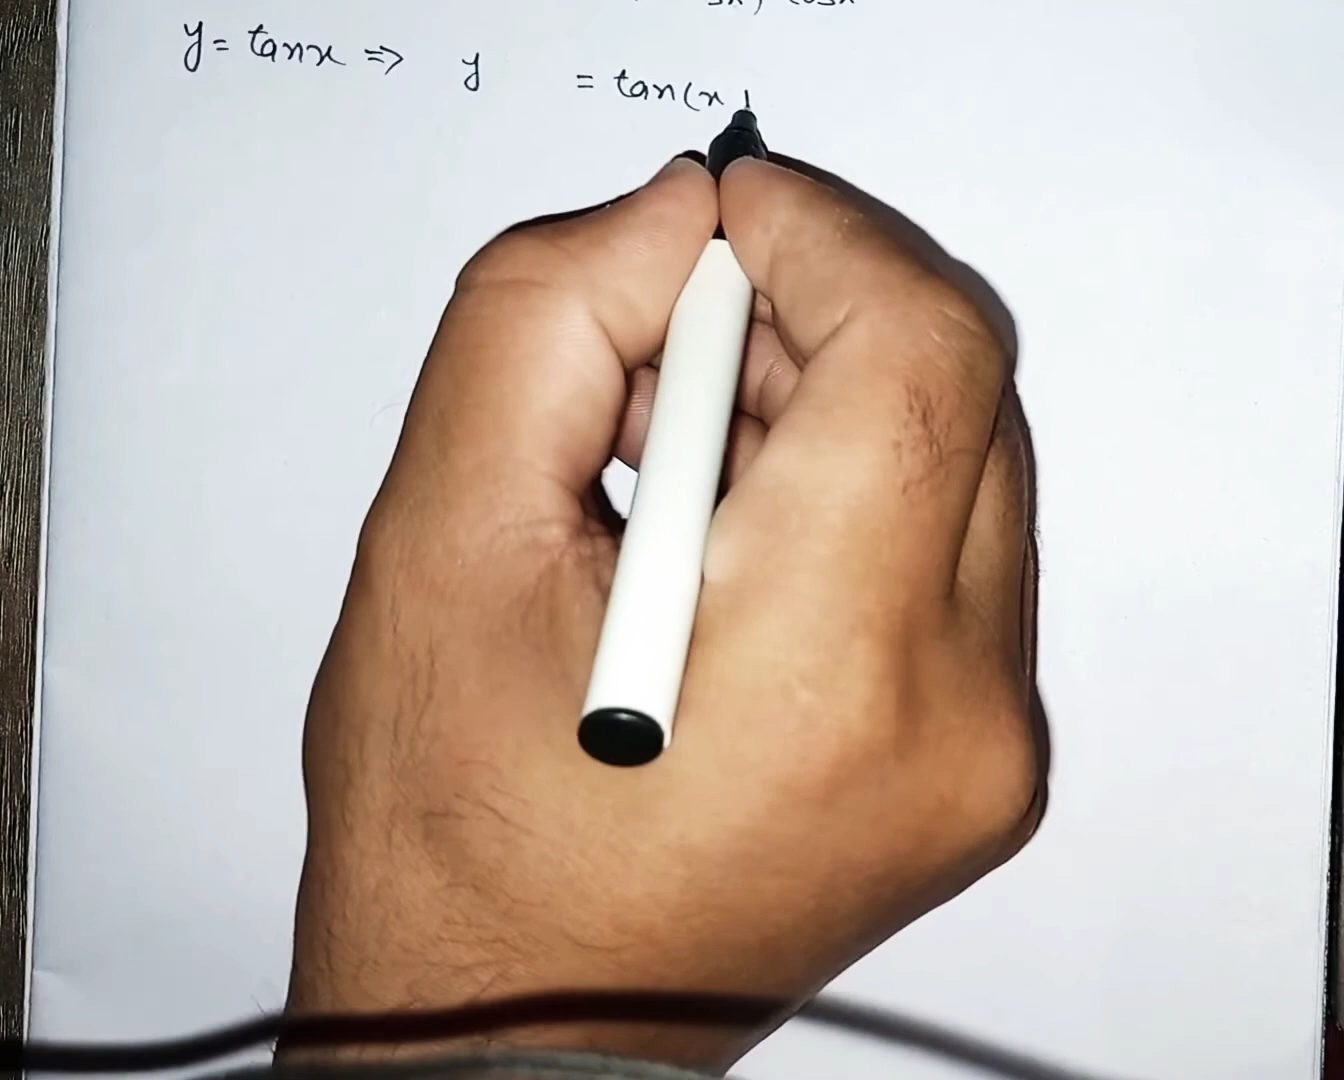 y = tanx ⇒ y = tan(x